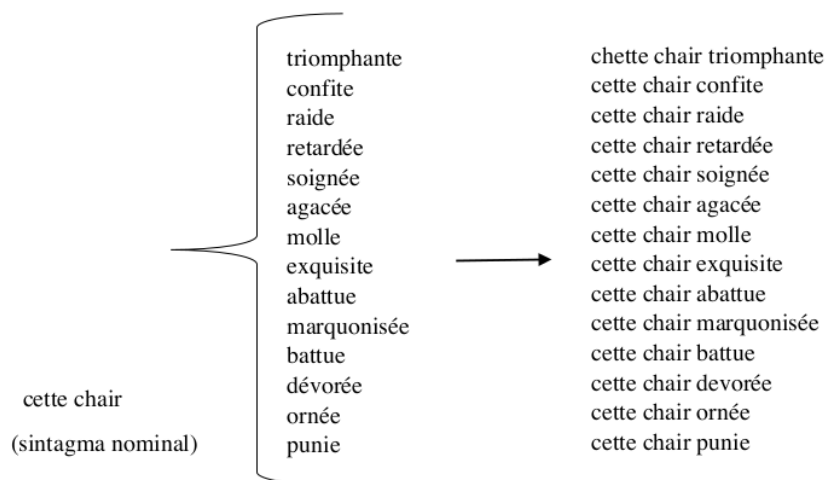 triomphante
confite
raide
retardée
soignée
agacée
molle
exquisite
abattue
marquonisée
battue
dévorée
ornée
punie
cette chair
(sintagma nominal)
chette chair triomphante
cette chair confite
cette chair raide
cette chair retardée
cette chair soignée
cette chair agacée
cette chair molle
cette chair exquisite
cette chair abattue
cette chair marquonisée
cette chair battue
cette chair devorée
cette chair ornée
cette chair punie